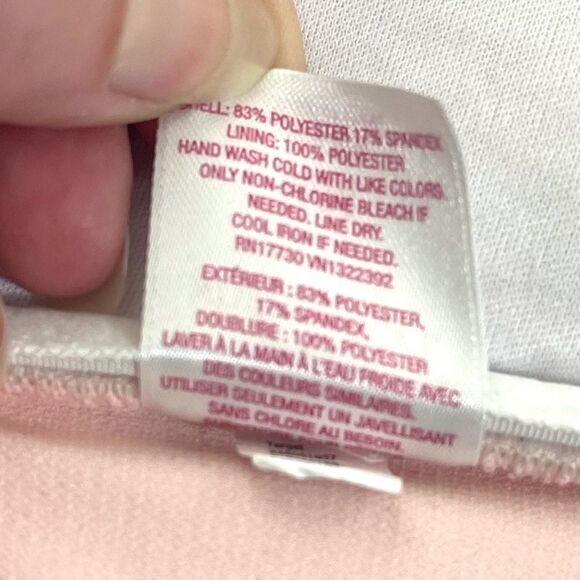 SHELL: 83% POLYESTER 17% SPANDEX
LINING: 100% POLYESTER
HAND WASH COLD WITH LIKE COLORS.
ONLY NON-CHLORINE BLEACH IF
NEEDED. LINE DRY.
COOL IRON IF NEEDED.
RN17730 VN1322392
EXTÉRIEUR : 83% POLYESTER,
17% SPANDEX,
DOUBLURE : 100% POLYESTER
LAVER À LA MAIN À L'EAU FROIDE AVEC
DES COULEURS SIMILAIRES.
UTILISER SEULEMENT UN JAVELLISANT
SANS CHLORE AU BESOIN.